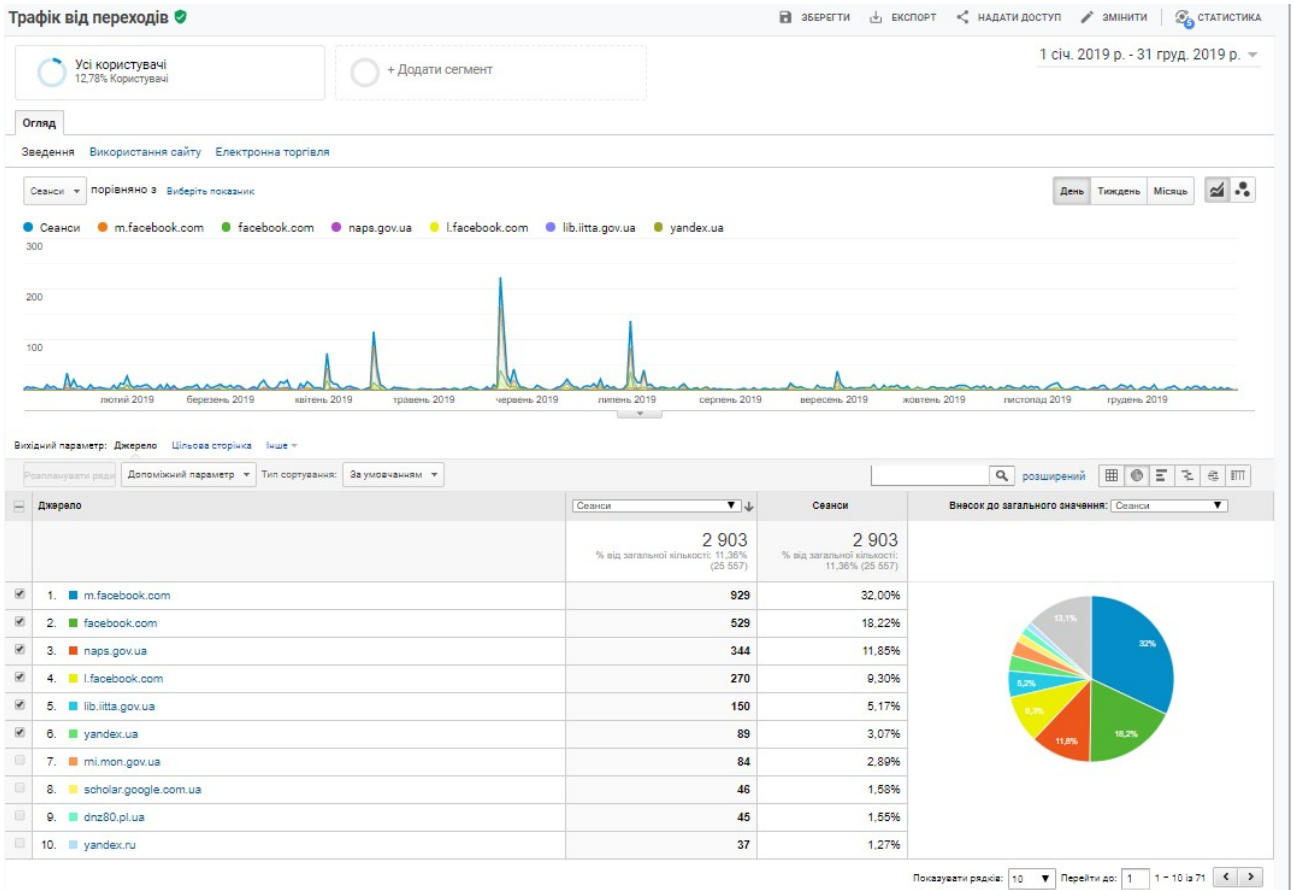 Трафік від переходів
ЗБЕРЕГТИ ЕКСПОРТ НАДАТИ ДОСТУП ЗМІНИТИ 5 СТАТИСТИКА
Усі користувачі
12,78% Користувачі
+ Додати сегмент
1 січ. 2019 р. - 31 груд. 2019 р.
Огляд
Зведення Використання сайту Електронна торгівля
Сеанси порівняно з Виберіть показник
День Тиждень Місяць
Сеанси m.facebook.com facebook.com naps.gov.ua l.facebook.com lib.iitta.gov.ua yandex.ua
300
200
100
лютий 2019 березень 2019 квітень 2019 травень 2019 червень 2019 липень 2019 серпень 2019 вересень 2019 жовтень 2019 листопад 2019 грудень 2019
Вихідний параметр: Джерело Цільова сторінка Інше
Розпланувати ряди Допоміжний параметр Тип сортування: За умовчанням розширений
Джерело Сеанси Сеанси Внесок до загального значення: Сеанси
2 903 2 903
% від загальної кількості: 11,36% % від загальної кількості:
(25 557) 11,36% (25 557)
1. m.facebook.com 929 32,00%
2. facebook.com 529 18,22%
3. naps.gov.ua 344 11,85%
4. l.facebook.com 270 9,30%
5. lib.iitta.gov.ua 150 5,17%
6. yandex.ua 89 3,07%
7. mi.mon.gov.ua 84 2,89%
8. scholar.google.com.ua 46 1,58%
9. dnz80.pl.ua 45 1,55%
10. yandex.ru 37 1,27%
13,1%
32%
5,2%
9,3%
11,8%
18,2%
Показувати рядків: 10 Перейти до: 1 1 – 10 із 71